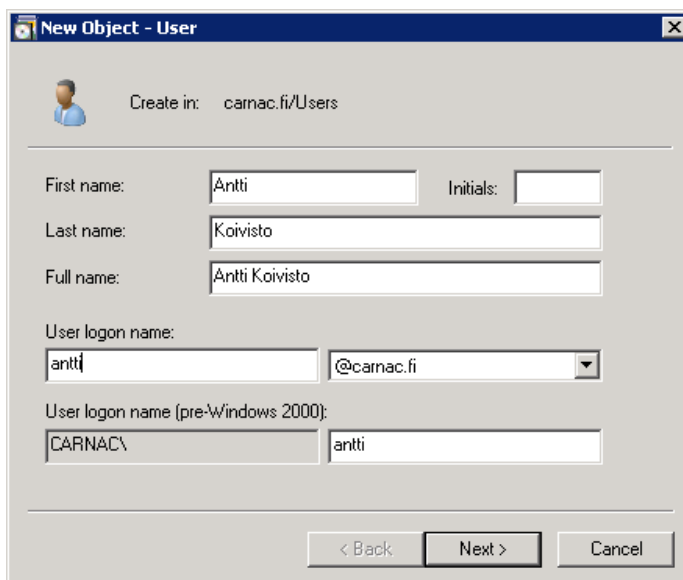 New Object - User
Create in: carnac.fi/Users
First name: Antti Initials:
Last name: Koivisto
Full name: Antti Koivisto
User logon name:
antti @carnac.fi
User logon name (pre-Windows 2000):
CARNAC\ antti
< Back Next > Cancel